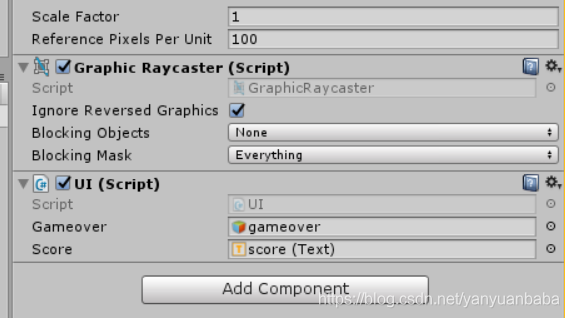 Scale Factor 1
Reference Pixels Per Unit 100
Graphic Raycaster (Script)
Script GraphicRaycaster
Ignore Reversed Graphics
Blocking Objects None
Blocking Mask Everything
UI (Script)
Script UI
Gameover gameover
Score score (Text)
Add Component
https://blog.csdn.net/yanyuanbaba